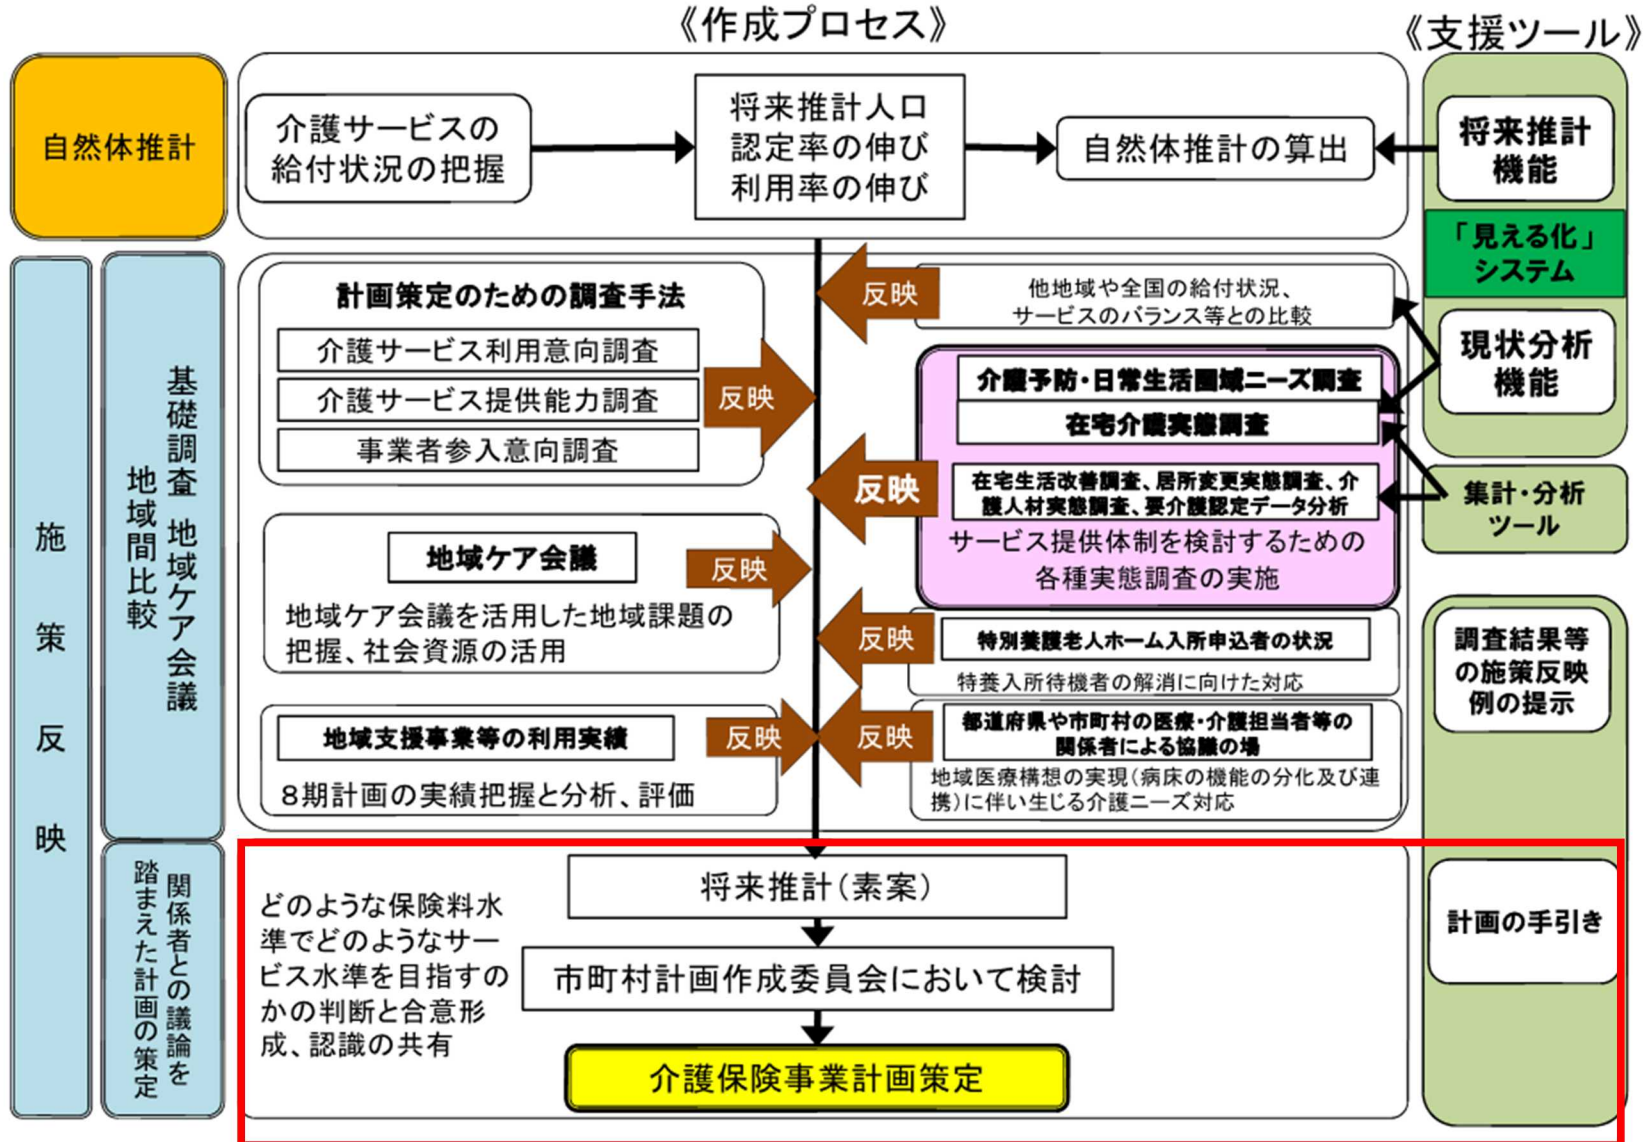 《作成プロセス》
《支援ツール》
自然体推計
介護サービスの
給付状況の把握
将来推計人口
認定率の伸び
利用率の伸び
自然体推計の算出
将来推計
機能
「見える化」
システム
現状分析
機能
集計・分析
ツール
調査結果等
の施策反映
例の提示
計画の手引き
施策反映
基礎調査 地域ケア会議
地域間比較
計画策定のための調査手法
介護サービス利用意向調査
介護サービス提供能力調査
事業者参入意向調査
反映
反映
他地域や全国の給付状況、
サービスのバランス等との比較
介護予防・日常生活圏域ニーズ調査
在宅介護実態調査
反映
在宅生活改善調査、居所変更実態調査、介
護人材実態調査、要介護認定データ分析
サービス提供体制を検討するための
各種実態調査の実施
地域ケア会議
反映
地域ケア会議を活用した地域課題の
把握、社会資源の活用
反映
特別養護老人ホーム入所申込者の状況
特養入所待機者の解消に向けた対応
地域支援事業等の利用実績
反映
8期計画の実績把握と分析、評価
反映
都道府県や市町村の医療・介護担当者等の
関係者による協議の場
地域医療構想の実現(病床の機能の分化及び連
携)に伴い生じる介護ニーズ対応
関係者との議論を
踏まえた計画の策定
どのような保険料水
準でどのようなサー
ビス水準を目指すの
かの判断と合意形
成、認識の共有
将来推計(素案)
市町村計画作成委員会において検討
介護保険事業計画策定